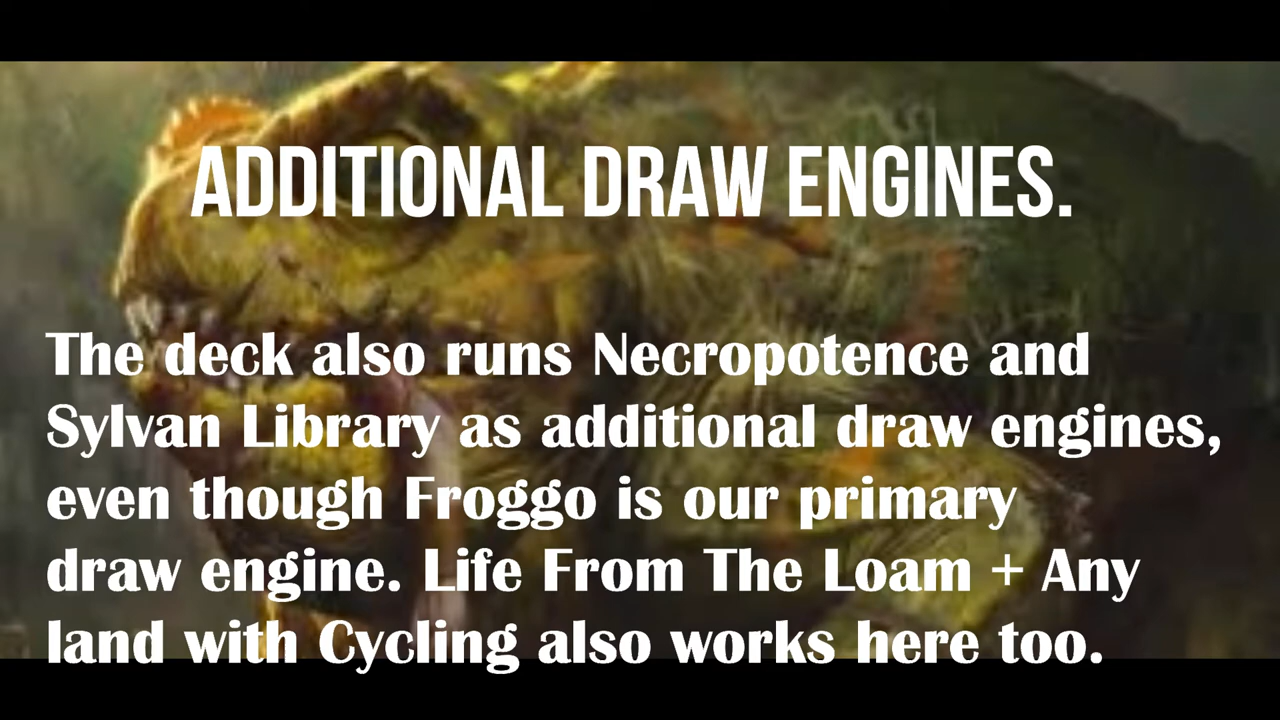 ADDITIONAL DRAW ENGINES.
The deck also runs Necropotence and
Sylvan Library as additional draw engines,
even though Froggo is our primary
draw engine. Life From The Loam + Any
land with Cycling also works here too.